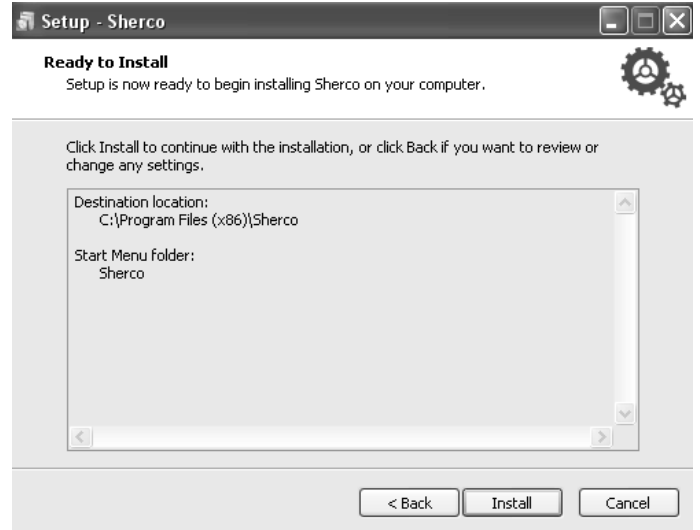 Setup - Sherco
Ready to Install
Setup is now ready to begin installing Sherco on your computer.
Click Install to continue with the installation, or click Back if you want to review or
change any settings.
Destination location:
C:\Program Files (x86)\Sherco
Start Menu folder:
Sherco
< Back
Install
Cancel